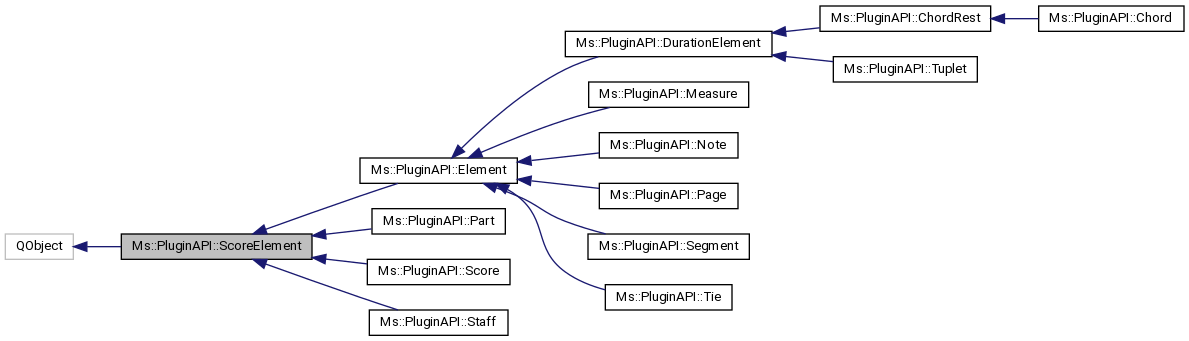 Ms::PluginAPI::ChordRest
Ms::PluginAPI::Chord
Ms::PluginAPI::DurationElement
Ms::PluginAPI::Tuplet
Ms::PluginAPI::Measure
Ms::PluginAPI::Note
Ms::PluginAPI::Element
Ms::PluginAPI::Page
Ms::PluginAPI::Part
QObject
Ms::PluginAPI::ScoreElement
Ms::PluginAPI::Segment
Ms::PluginAPI::Score
Ms::PluginAPI::Tie
Ms::PluginAPI::Staff